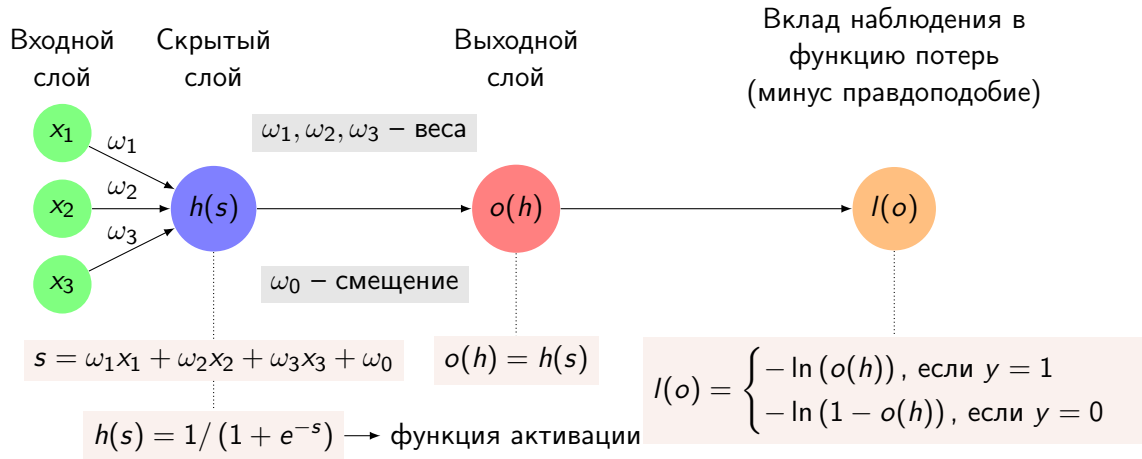 Входной
слой
Скрытый
слой
Выходной
слой
Вклад наблюдения в
функцию потерь
(минус правдоподобие)
x₁
ω₁
ω₁, ω₂, ω₃ – веса
x₂
ω₂
h(s)
o(h)
l(o)
ω₃
x₃
ω₀ – смещение
s = ω₁x₁ + ω₂x₂ + ω₃x₃ + ω₀
o(h) = h(s)
l(o) = { − ln (o(h)) , если y = 1
− ln (1 − o(h)) , если y = 0
h(s) = 1/ (1 + e⁻ˢ) → функция активации